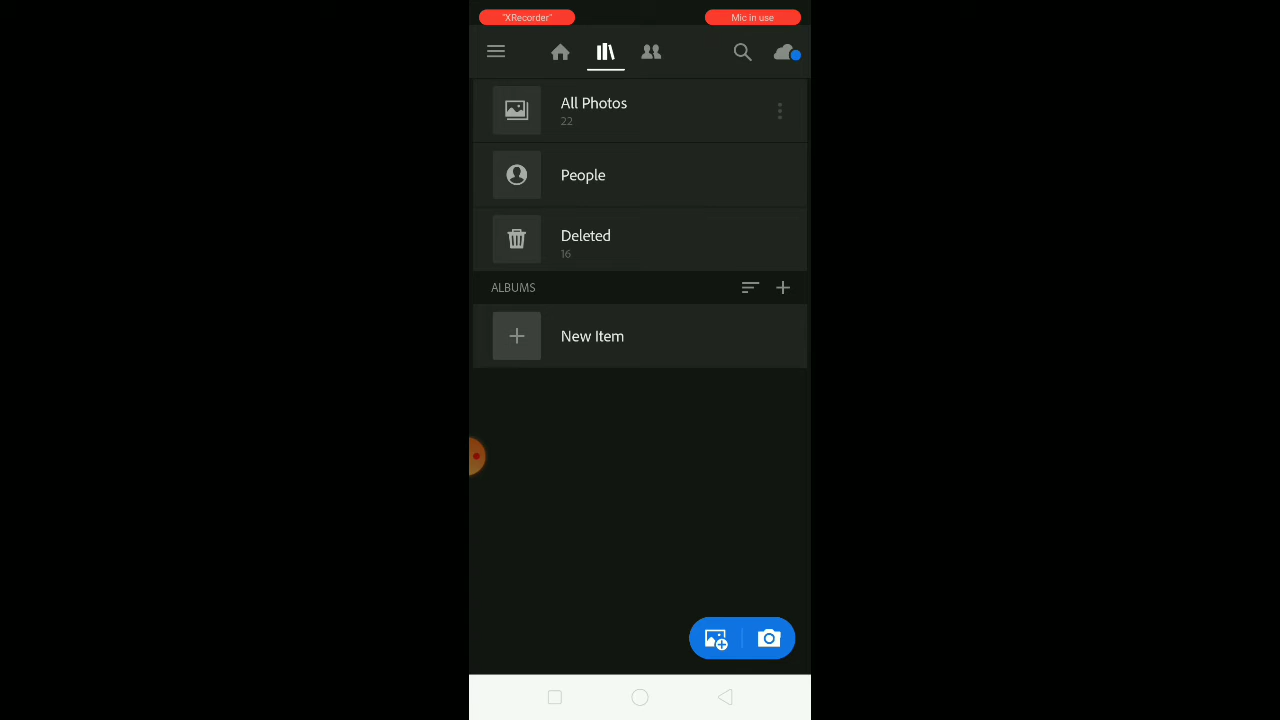 "XRecorder"
Mic in use
All Photos
22
People
Deleted
16
ALBUMS
New Item